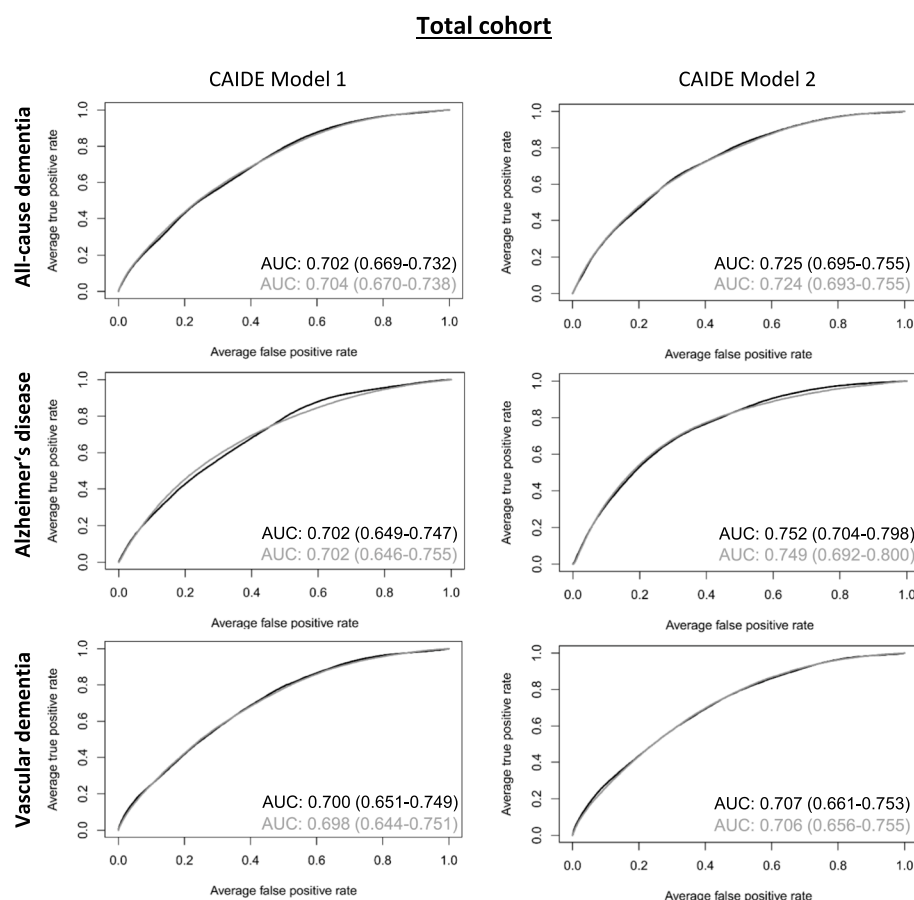 Total cohort
CAIDE Model 1
CAIDE Model 2
All-cause dementia
Average true positive rate
0.0 0.2 0.4 0.6 0.8 1.0
AUC: 0.702 (0.669-0.732)
AUC: 0.704 (0.670-0.738)
0.0 0.2 0.4 0.6 0.8 1.0
Average false positive rate
Average true positive rate
0.0 0.2 0.4 0.6 0.8 1.0
AUC: 0.725 (0.695-0.755)
AUC: 0.724 (0.693-0.755)
0.0 0.2 0.4 0.6 0.8 1.0
Average false positive rate
Alzheimer‘s disease
Average true positive rate
0.0 0.2 0.4 0.6 0.8 1.0
AUC: 0.702 (0.649-0.747)
AUC: 0.702 (0.646-0.755)
0.0 0.2 0.4 0.6 0.8 1.0
Average false positive rate
Average true positive rate
0.0 0.2 0.4 0.6 0.8 1.0
AUC: 0.752 (0.704-0.798)
AUC: 0.749 (0.692-0.800)
0.0 0.2 0.4 0.6 0.8 1.0
Average false positive rate
Vascular dementia
Average true positive rate
0.0 0.2 0.4 0.6 0.8 1.0
AUC: 0.700 (0.651-0.749)
AUC: 0.698 (0.644-0.751)
0.0 0.2 0.4 0.6 0.8 1.0
Average false positive rate
Average true positive rate
0.0 0.2 0.4 0.6 0.8 1.0
AUC: 0.707 (0.661-0.753)
AUC: 0.706 (0.656-0.755)
0.0 0.2 0.4 0.6 0.8 1.0
Average false positive rate